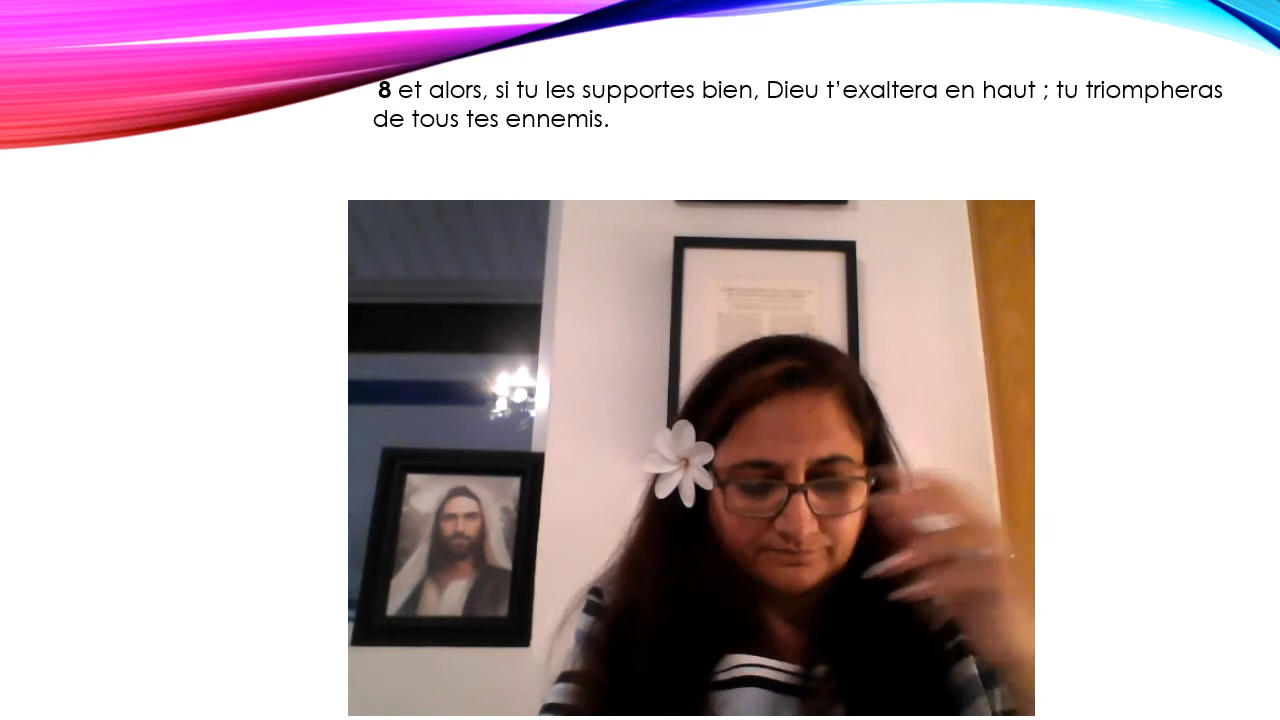 8 et alors, si tu les supportes bien, Dieu t’exaltera en haut ; tu triompheras
de tous tes ennemis.